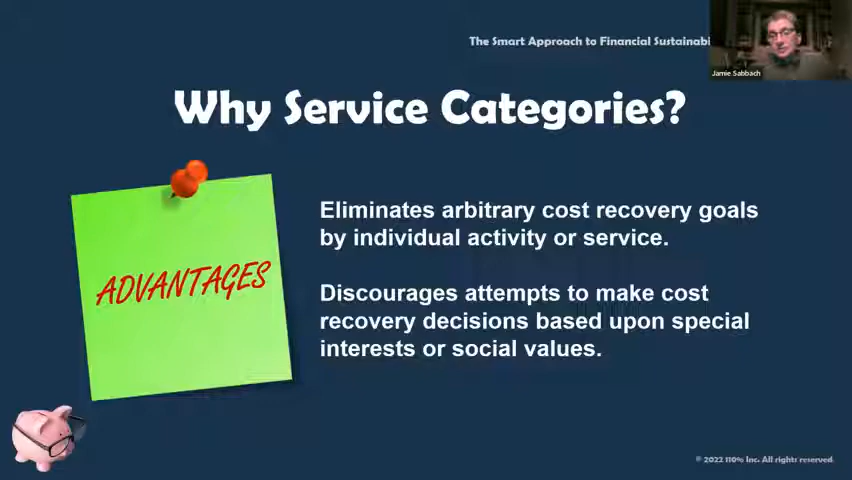 The Smart Approach to Financial
Jamie Sabbach
Why Service Categories?
ADVANTAGES
Eliminates arbitrary cost recovery goals
by individual activity or service.
Discourages attempts to make cost
recovery decisions based upon special
interests or social values.
© 2022 110% Inc. All rights reserved.